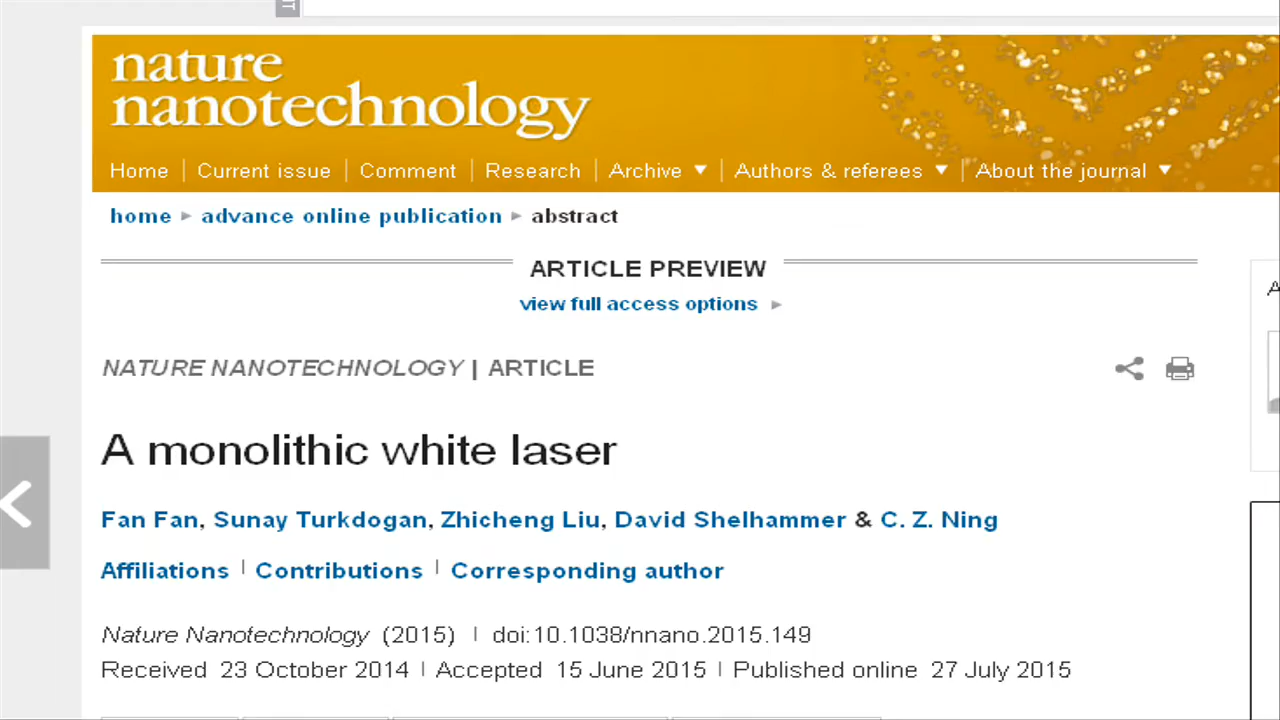 nature
nanotechnology
Home | Current issue | Comment | Research | Archive ▼ | Authors & referees ▼ | About the journal ▼
home ▸ advance online publication ▸ abstract
ARTICLE PREVIEW
view full access options ▸
NATURE NANOTECHNOLOGY | ARTICLE
A monolithic white laser
Fan Fan, Sunay Turkdogan, Zhicheng Liu, David Shelhammer & C. Z. Ning
Affiliations | Contributions | Corresponding author
Nature Nanotechnology (2015) | doi:10.1038/nnano.2015.149
Received 23 October 2014 | Accepted 15 June 2015 | Published online 27 July 2015